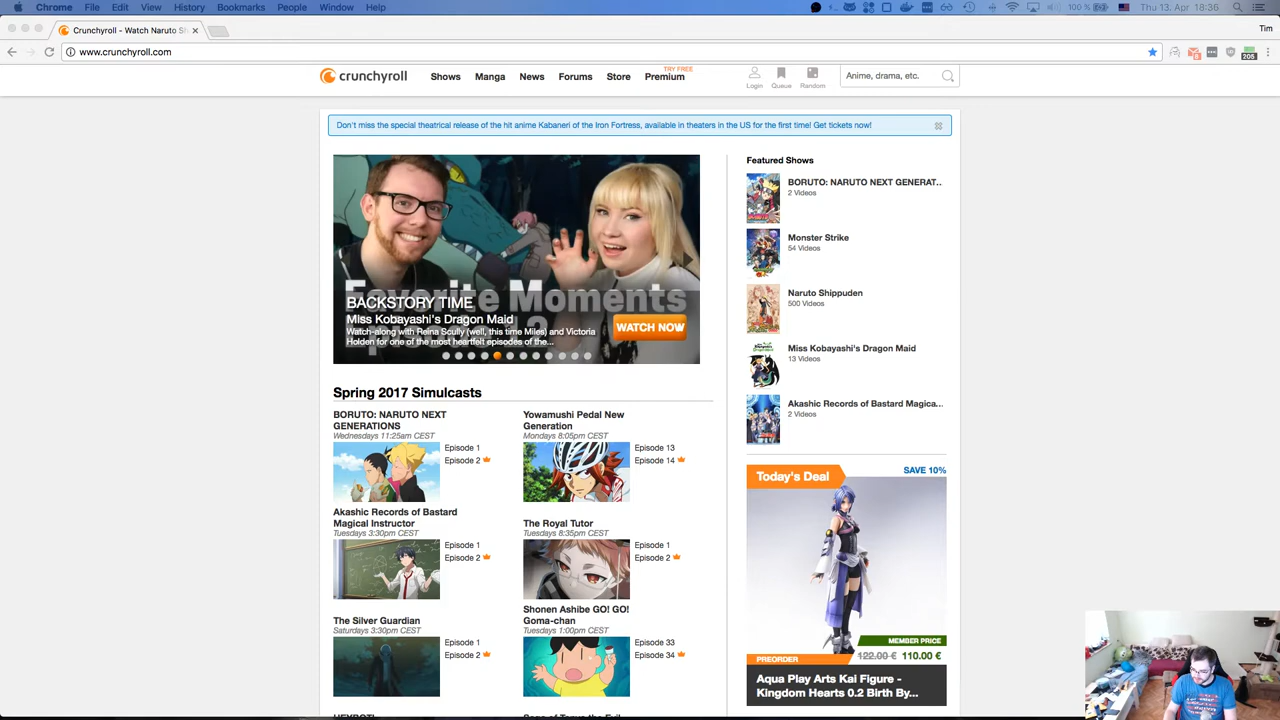 Chrome File Edit View History Bookmarks People Window Help
100 % Thu 13. Apr 18:36
Crunchyroll - Watch Naruto S
Tim
www.crunchyroll.com
205
crunchyroll
Shows Manga News Forums Store Premium
TRY FREE
Login Queue Random
Anime, drama, etc.
Don't miss the special theatrical release of the hit anime Kabaneri of the Iron Fortress, available in theaters in the US for the first time! Get tickets now!
Favorite Moments
BACKSTORY TIME
Miss Kobayashi's Dragon Maid
Watch-along with Reina Scully (well, this time Miles) and Victoria
Holden for one of the most heartfelt episodes of the...
WATCH NOW
Spring 2017 Simulcasts
BORUTO: NARUTO NEXT
GENERATIONS
Wednesdays 11:25am CEST
Episode 1
Episode 2
Yowamushi Pedal New
Generation
Mondays 8:05pm CEST
Episode 13
Episode 14
Akashic Records of Bastard
Magical Instructor
Tuesdays 3:30pm CEST
Episode 1
Episode 2
The Royal Tutor
Tuesdays 8:35pm CEST
Episode 1
Episode 2
The Silver Guardian
Saturdays 3:30pm CEST
Episode 1
Episode 2
Shonen Ashibe GO! GO!
Goma-chan
Tuesdays 1:00pm CEST
Episode 33
Episode 34
Featured Shows
BORUTO: NARUTO NEXT GENERAT..
2 Videos
Monster Strike
54 Videos
Naruto Shippuden
500 Videos
Miss Kobayashi's Dragon Maid
13 Videos
Akashic Records of Bastard Magica...
2 Videos
Today's Deal
SAVE 10%
MEMBER PRICE
PREORDER
122.00 € 110.00 €
Aqua Play Arts Kai Figure -
Kingdom Hearts 0.2 Birth By...